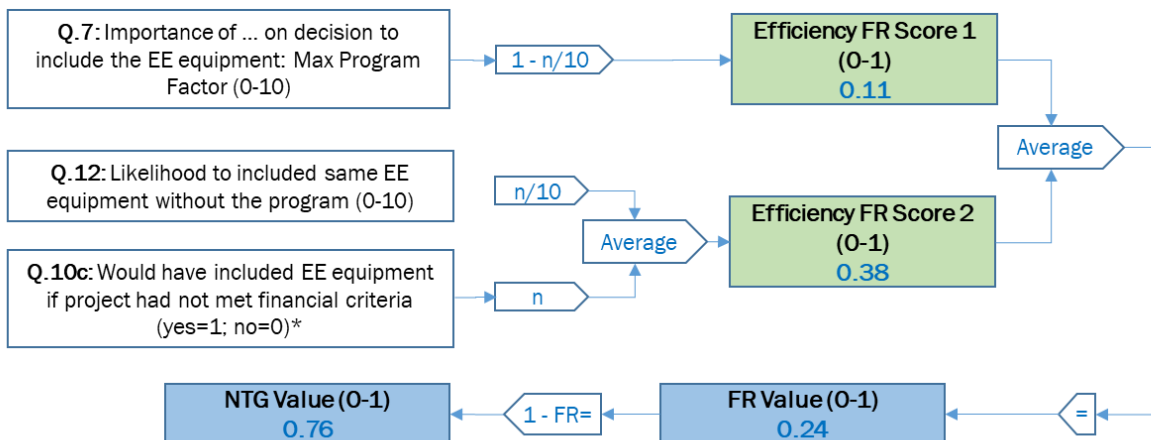 Q.7: Importance of ... on decision to
include the EE equipment: Max Program
Factor (0-10)
1 - n/10
Efficiency FR Score 1
(0-1)
0.11
Average
Q.12: Likelihood to included same EE
equipment without the program (0-10)
n/10
Average
Efficiency FR Score 2
(0-1)
0.38
Q.10c: Would have included EE equipment
if project had not met financial criteria
(yes=1; no=0)*
n
NTG Value (0-1)
0.76
1 - FR=
FR Value (0-1)
0.24
=